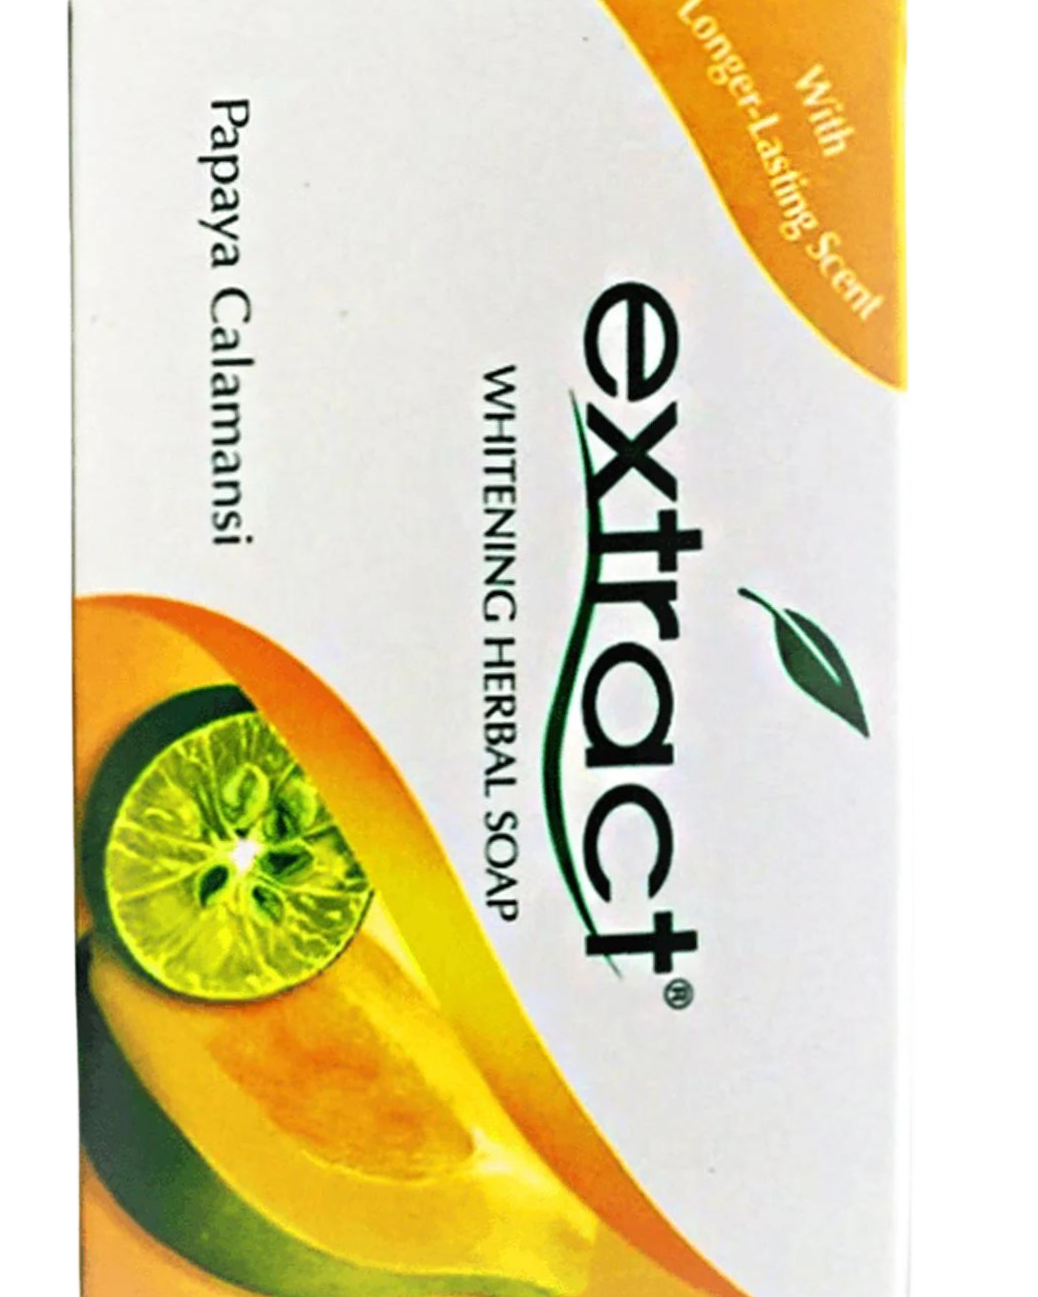 With
Longer-Lasting Scent
extract®
WHITENING HERBAL SOAP
Papaya Calamansi